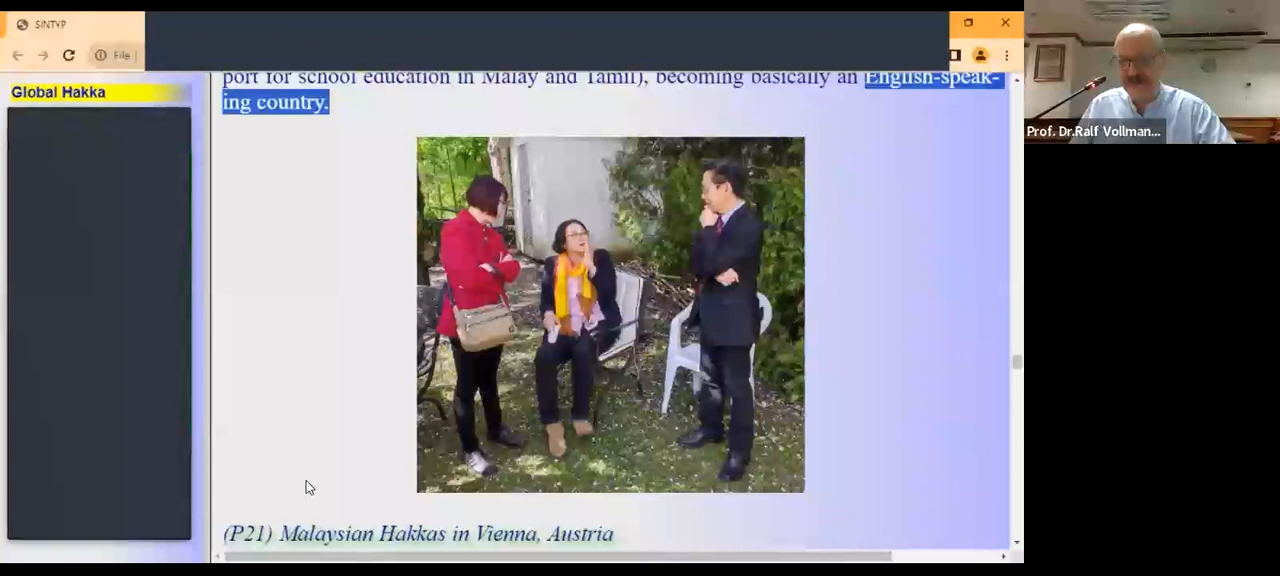 SINTYP
File
Global Hakka
port for school education in Malay and Tamil), becoming basically an English-speak-
ing country.
Prof. Dr.Ralf Vollman...
(P21) Malaysian Hakkas in Vienna, Austria